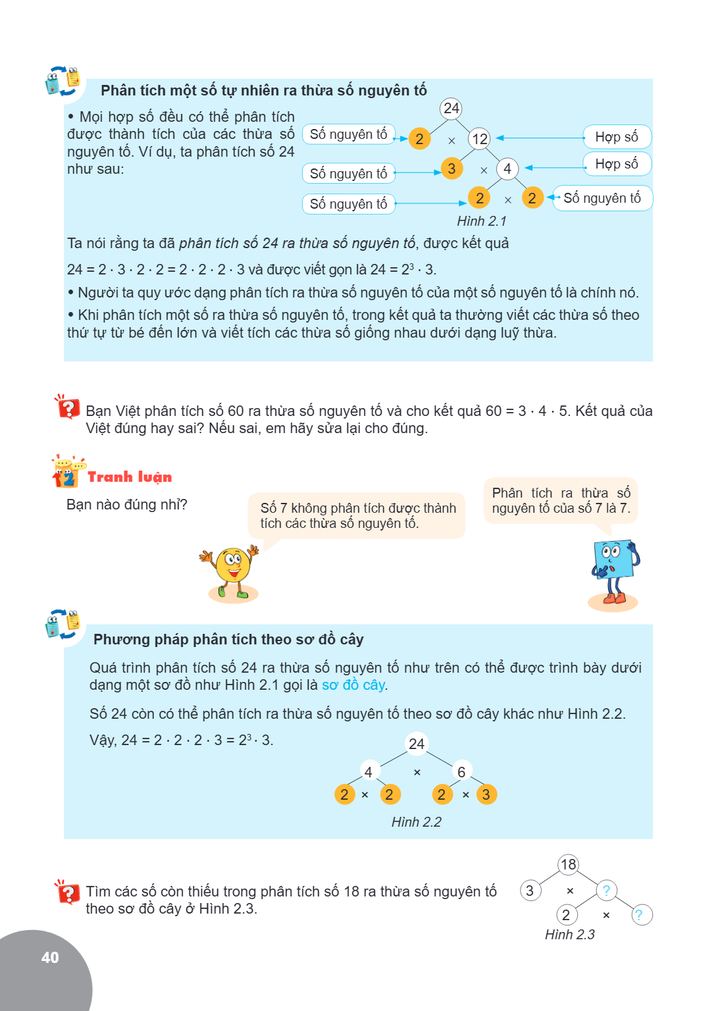 Phân tích một số tự nhiên ra thừa số nguyên tố
• Mọi hợp số đều có thể phân tích
được thành tích của các thừa số
nguyên tố. Ví dụ, ta phân tích số 24
như sau:
24
Số nguyên tố
2 × 12
Hợp số
Số nguyên tố
3 × 4
Hợp số
Số nguyên tố
2 × 2
Số nguyên tố
Hình 2.1
Ta nói rằng ta đã phân tích số 24 ra thừa số nguyên tố, được kết quả
24 = 2 · 3 · 2 · 2 = 2 · 2 · 2 · 3 và được viết gọn là 24 = 2³ · 3.
• Người ta quy ước dạng phân tích ra thừa số nguyên tố của một số nguyên tố là chính nó.
• Khi phân tích một số ra thừa số nguyên tố, trong kết quả ta thường viết các thừa số theo
thứ tự từ bé đến lớn và viết tích các thừa số giống nhau dưới dạng luỹ thừa.
?
Bạn Việt phân tích số 60 ra thừa số nguyên tố và cho kết quả 60 = 3 · 4 · 5. Kết quả của
Việt đúng hay sai? Nếu sai, em hãy sửa lại cho đúng.
Tranh luận
Bạn nào đúng nhỉ?
Số 7 không phân tích được thành
tích các thừa số nguyên tố.
Phân tích ra thừa số
nguyên tố của số 7 là 7.
Phương pháp phân tích theo sơ đồ cây
Quá trình phân tích số 24 ra thừa số nguyên tố như trên có thể được trình bày dưới
dạng một sơ đồ như Hình 2.1 gọi là sơ đồ cây.
Số 24 còn có thể phân tích ra thừa số nguyên tố theo sơ đồ cây khác như Hình 2.2.
Vậy, 24 = 2 · 2 · 2 · 3 = 2³ · 3.
24
4 × 6
2 × 2 2 × 3
Hình 2.2
?
Tìm các số còn thiếu trong phân tích số 18 ra thừa số nguyên tố
theo sơ đồ cây ở Hình 2.3.
18
3 × ?
2 × ?
Hình 2.3
40